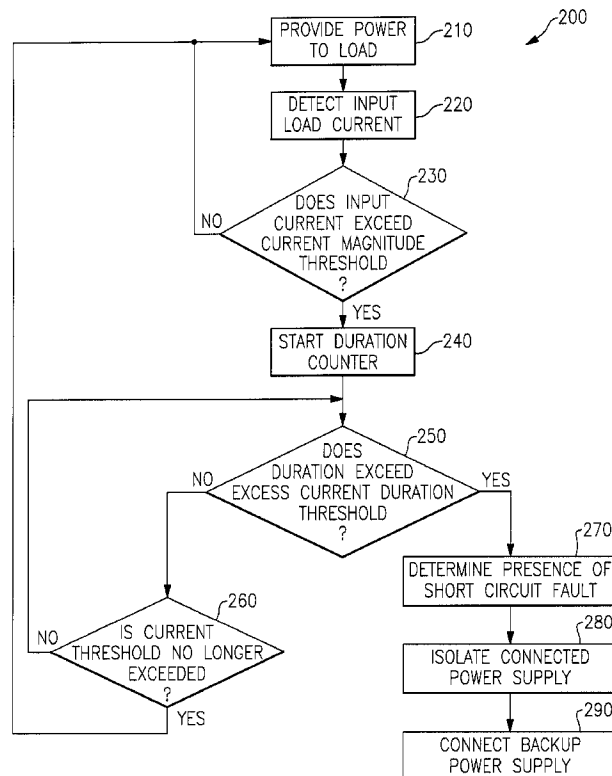 200
PROVIDE POWER
TO LOAD
210
DETECT INPUT
LOAD CURRENT
220
230
DOES INPUT
CURRENT EXCEED
CURRENT MAGNITUDE
THRESHOLD
?
NO
YES
START DURATION
COUNTER
240
250
DOES
DURATION EXCEED
EXCESS CURRENT DURATION
THRESHOLD
?
NO
YES
260
IS CURRENT
THRESHOLD NO LONGER
EXCEEDED
?
NO
YES
270
DETERMINE PRESENCE OF
SHORT CIRCUIT FAULT
280
ISOLATE CONNECTED
POWER SUPPLY
290
CONNECT BACKUP
POWER SUPPLY